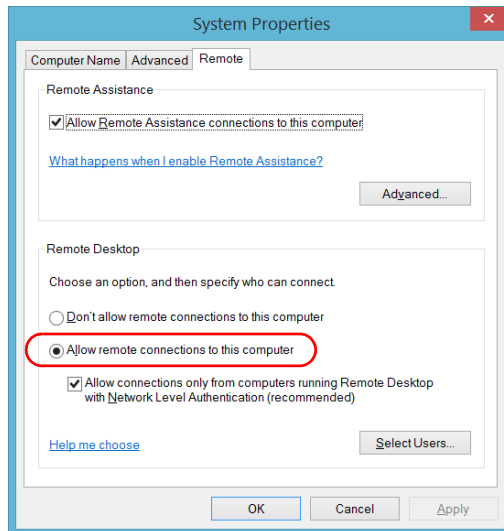 System Properties
Computer Name Advanced Remote
Remote Assistance
Allow Remote Assistance connections to this computer
What happens when I enable Remote Assistance?
Advanced...
Remote Desktop
Choose an option, and then specify who can connect.
Don't allow remote connections to this computer
Allow remote connections to this computer
Allow connections only from computers running Remote Desktop
with Network Level Authentication (recommended)
Help me choose
Select Users...
OK Cancel Apply